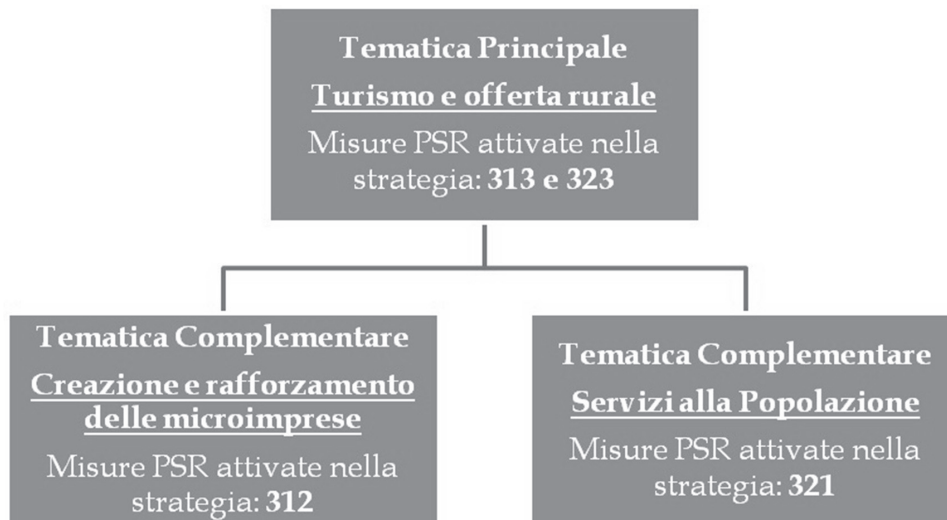 Tematica Principale
Turismo e offerta rurale
Misure PSR attivate nella
strategia: 313 e 323
Tematica Complementare
Creazione e rafforzamento
delle microimprese
Misure PSR attivate nella
strategia: 312
Tematica Complementare
Servizi alla Popolazione
Misure PSR attivate nella
strategia: 321